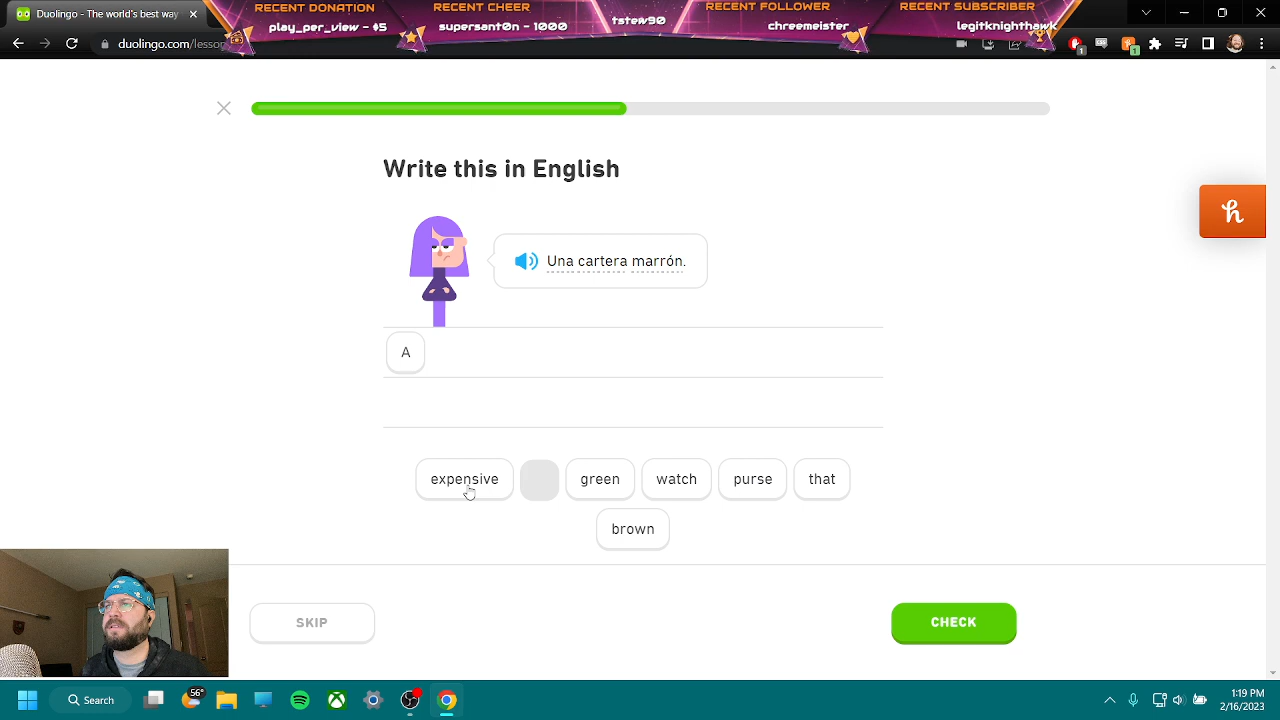 Duolingo - The world's best way
RECENT DONATION
play_per_view - $5
RECENT CHEER
supersant0n - 1000
tstew90
RECENT FOLLOWER
chreemeister
RECENT SUBSCRIBER
legitknighthawk
duolingo.com/lesson
Write this in English
Una cartera marrón.
A
expensive
green
watch
purse
that
brown
SKIP
CHECK
Search
56°
1:19 PM
2/16/2023